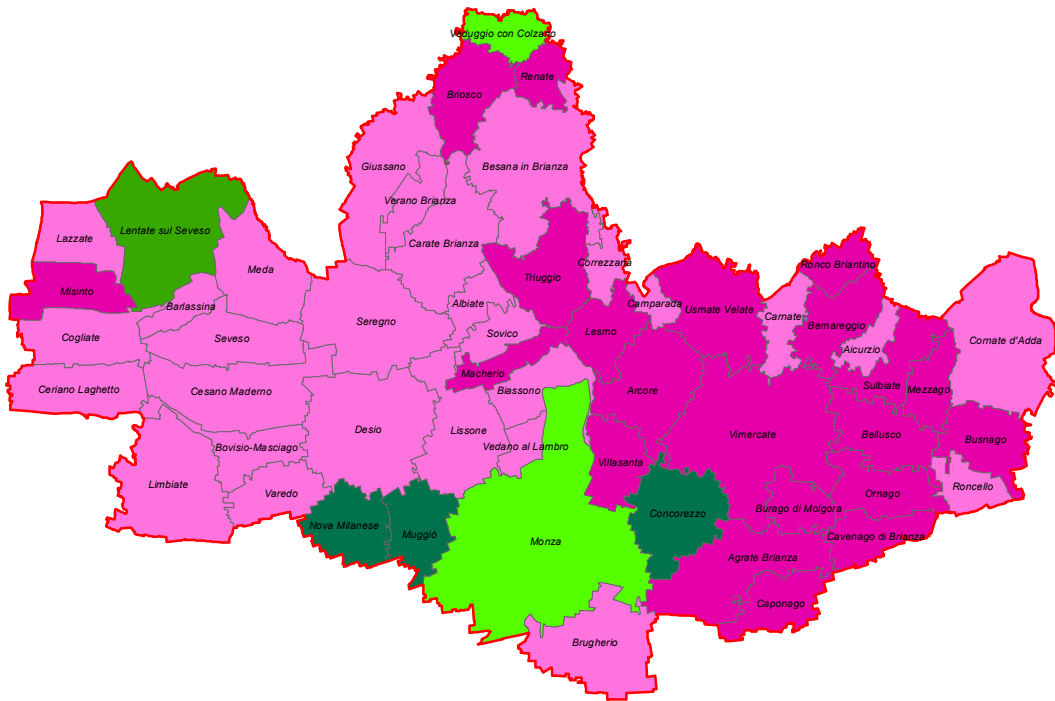 Veduggio con Colzano
Renate
Briosco
Giussano
Besana in Brianza
Verano Brianza
Lentate sul Seveso
Lazzate
Carate Brianza
Correzzana
Ronco Briantino
Meda
Triuggio
Misinto
Barlassina
Albiate
Camparada
Usmate Velate
Carnate
Bernareggio
Seregno
Sovico
Lesmo
Cogliate
Seveso
Aicurzio
Cornate d'Adda
Macherio
Ceriano Laghetto
Cesano Maderno
Biassono
Arcore
Sulbiate
Mezzago
Desio
Lissone
Vimercate
Bellusco
Busnago
Bovisio-Masciago
Vedano al Lambro
Villasanta
Limbiate
Varedo
Ornago
Roncello
Nova Milanese
Muggiò
Concorezzo
Burago di Molgora
Monza
Cavenago di Brianza
Agrate Brianza
Caponago
Brugherio